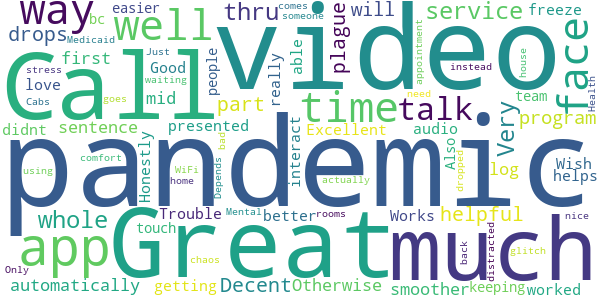 way
easier
bc
thru
someone
comes
will
service
freeze
drops
Medicaid
well
video
plague
able
face
Call
Just
first
stress
love
Cabs
waiting
goes
Good
mid
people
really
time
talk
appointment
instead
house
need
team
Health
part
program
didnt
sentence
presented
Excellent
audio
Very
Also
using
comfort
Honestly
WiFi
home
Depends
bad
interact
actually
dropped
log
Wish
helps
pandemic
whole
Trouble
Mental
better
rooms
Works
helpful
nice
touch
app
Great
much
back
distracted
glitch
Only
chaos
automatically
getting
Decent
Otherwise
smoother
keeping
worked